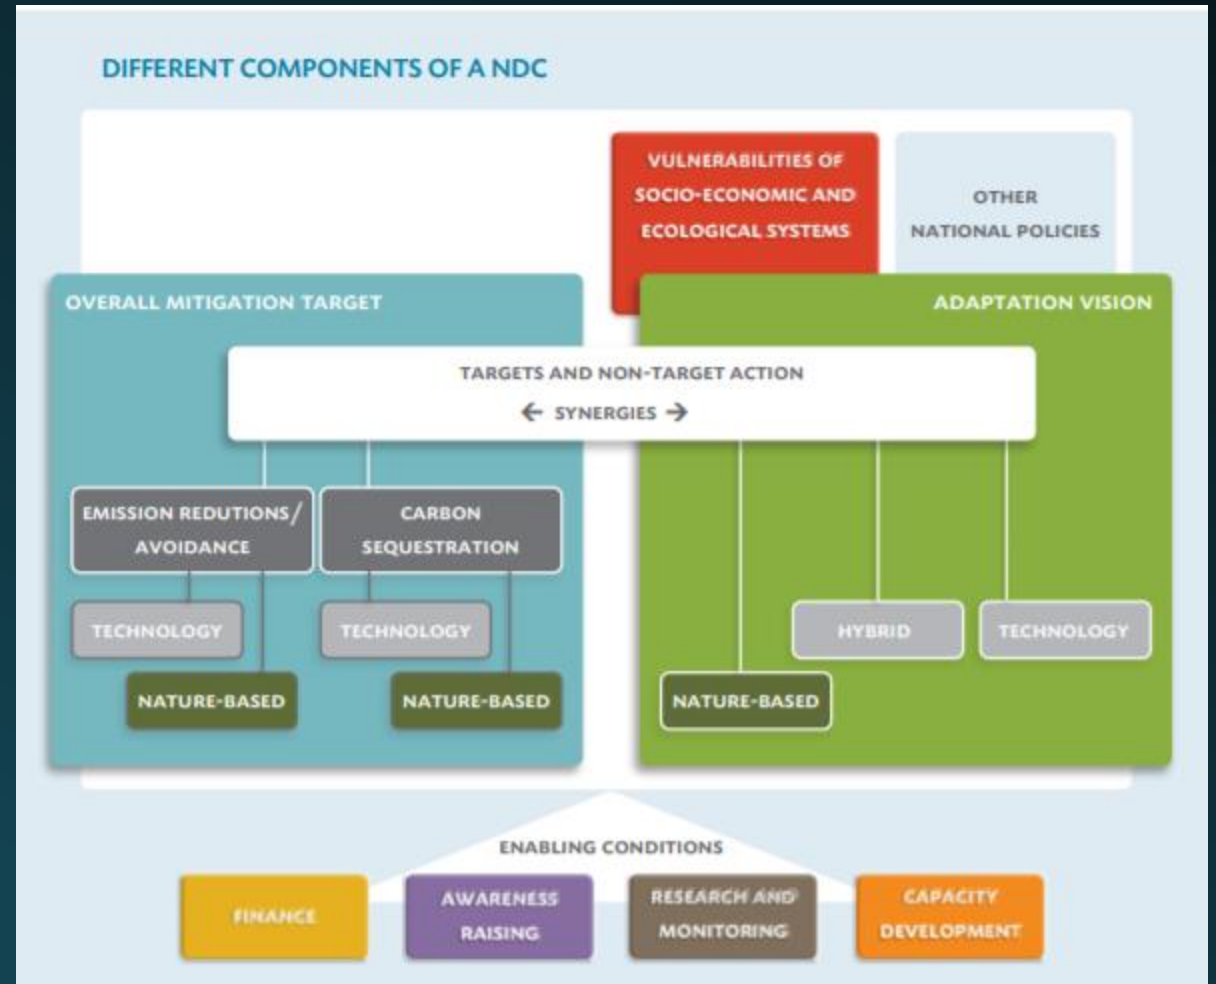 DIFFERENT COMPONENTS OF A NDC
VULNERABILITIES OF
SOCIO-ECONOMIC AND
ECOLOGICAL SYSTEMS
OTHER
NATIONAL POLICIES
OVERALL MITIGATION TARGET
ADAPTATION VISION
TARGETS AND NON-TARGET ACTION
← SYNERGIES →
EMISSION REDUTIONS/
AVOIDANCE
CARBON
SEQUESTRATION
TECHNOLOGY
TECHNOLOGY
HYBRID
TECHNOLOGY
NATURE-BASED
NATURE-BASED
NATURE-BASED
ENABLING CONDITIONS
FINANCE
AWARENESS
RAISING
RESEARCH AND
MONITORING
CAPACITY
DEVELOPMENT